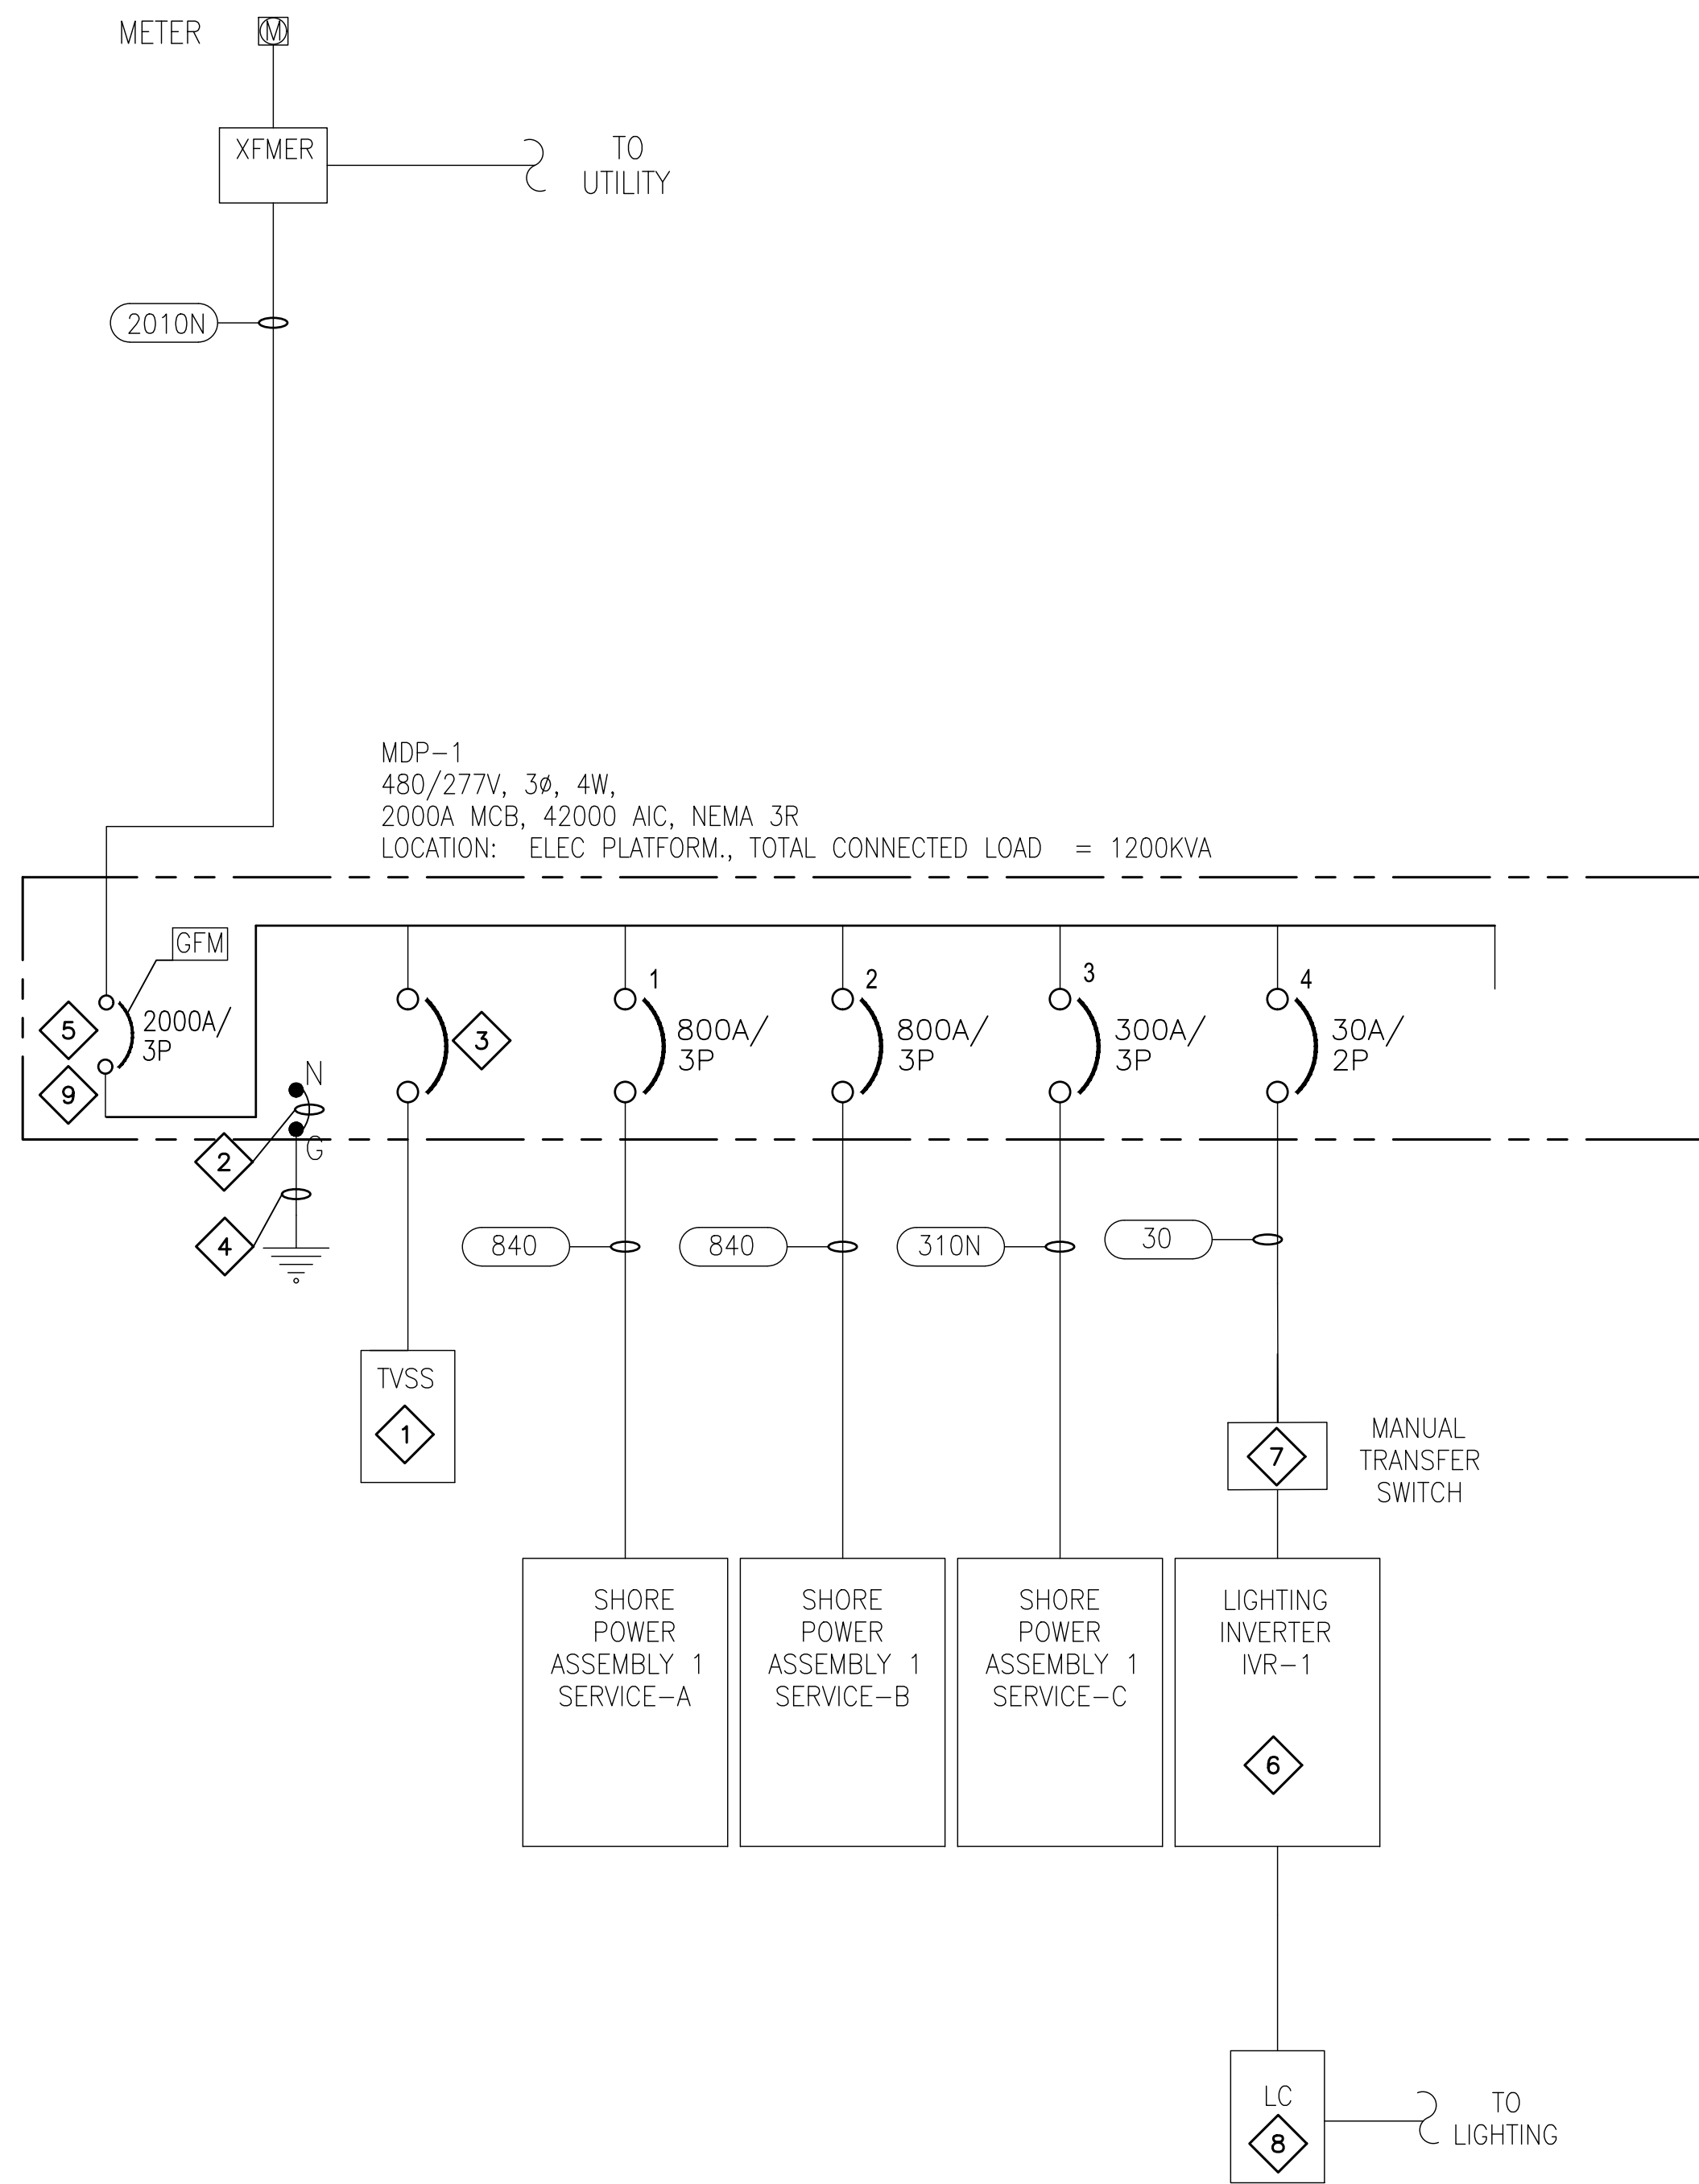 METER
M
XFMER
TO
UTILITY
2010N
MDP-1
480/277V, 3ø, 4W,
2000A MCB, 42000 AIC, NEMA 3R
LOCATION: ELEC PLATFORM., TOTAL CONNECTED LOAD = 1200KVA
GFM
5
2000A/
3P
9
N
G
2
4
3
1
800A/
3P
2
800A/
3P
3
300A/
3P
4
30A/
2P
840
840
310N
30
TVSS
1
7
MANUAL
TRANSFER
SWITCH
SHORE
POWER
ASSEMBLY 1
SERVICE-A
SHORE
POWER
ASSEMBLY 1
SERVICE-B
SHORE
POWER
ASSEMBLY 1
SERVICE-C
LIGHTING
INVERTER
IVR-1
6
LC
8
TO
LIGHTING